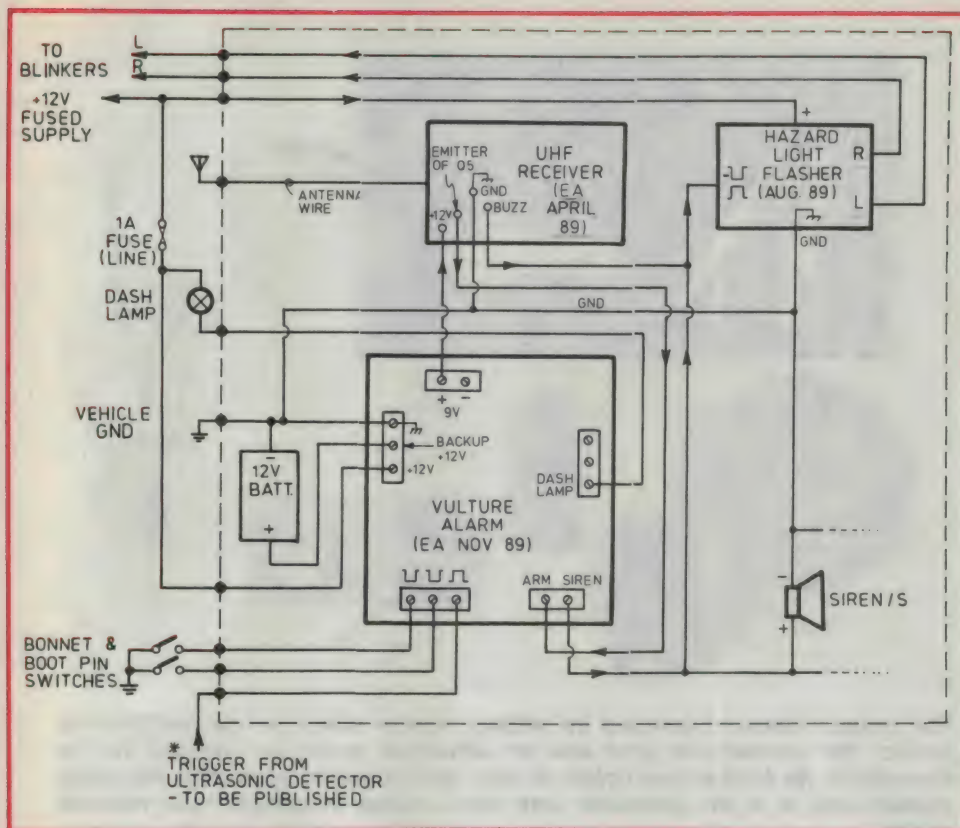 TO
BLINKERS
L
R
+12V
FUSED
SUPPLY
ANTENNA
WIRE
1A
FUSE
(LINE)
DASH
LAMP
EMITTER
OF Q5
UHF
RECEIVER
(EA
APRIL
89)
+12V
GND
BUZZ
+
HAZARD
LIGHT
FLASHER
(AUG. 89)
R
L
GND
GND
VEHICLE
GND
-
12V
BATT.
+
+ -
9V
BACKUP
+12V
+12V
DASH
LAMP
VULTURE
ALARM
(EA NOV 89)
ARM SIREN
-
SIREN/S
+
BONNET &
BOOT PIN
SWITCHES
*
TRIGGER FROM
ULTRASONIC DETECTOR
- TO BE PUBLISHED